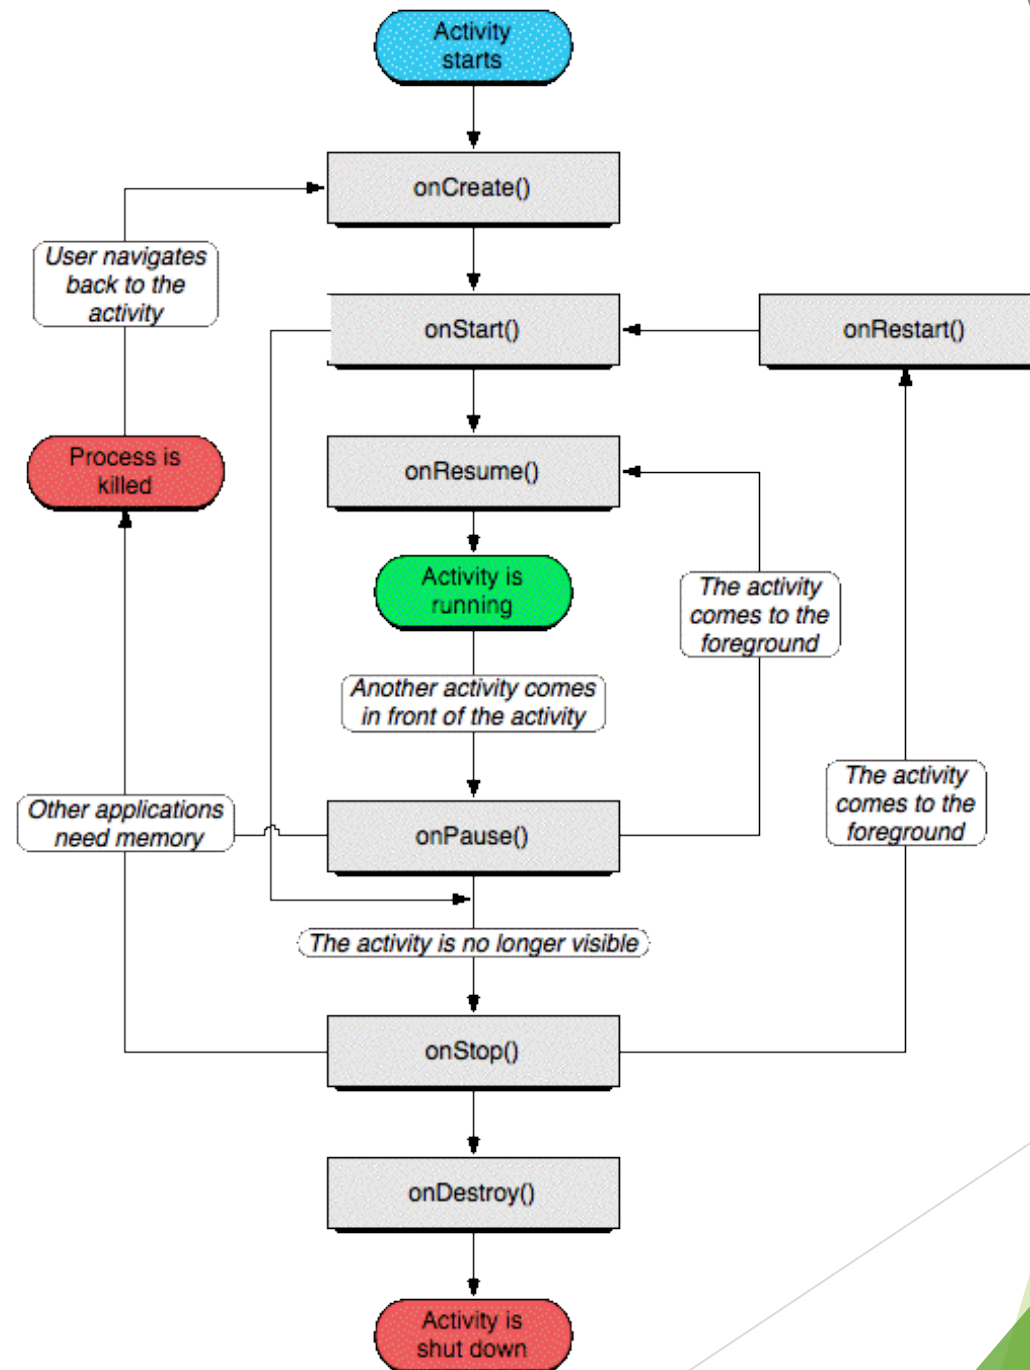 Activity
starts
onCreate()
User navigates
back to the
activity
onStart()
onRestart()
Process is
killed
onResume()
Activity is
running
The activity
comes to the
foreground
Another activity comes
in front of the activity
The activity
comes to the
foreground
Other applications
need memory
onPause()
The activity is no longer visible
onStop()
onDestroy()
Activity is
shut down